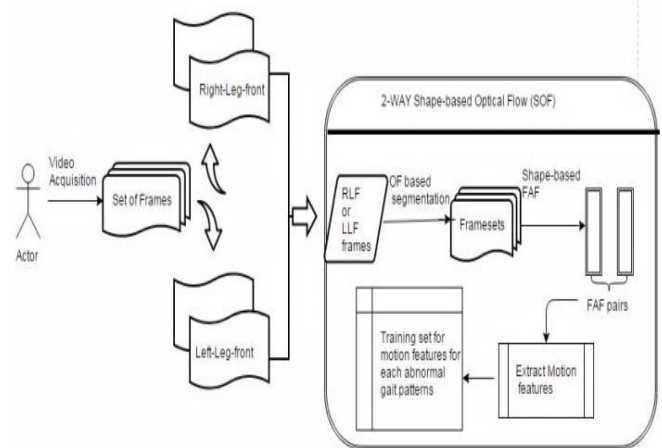 Right-Leg-front
2-WAY Shape-based Optical Flow (SOF)
Video
Acquisition
Set of Frames
Actor
RLF
or
LLF
frames
OF based
segmentation
Framesets
Shape-based
FAF
FAF pairs
Left-Leg-front
Training set for
motion features for
each abnormal
gait patterns
Extract Motion
features